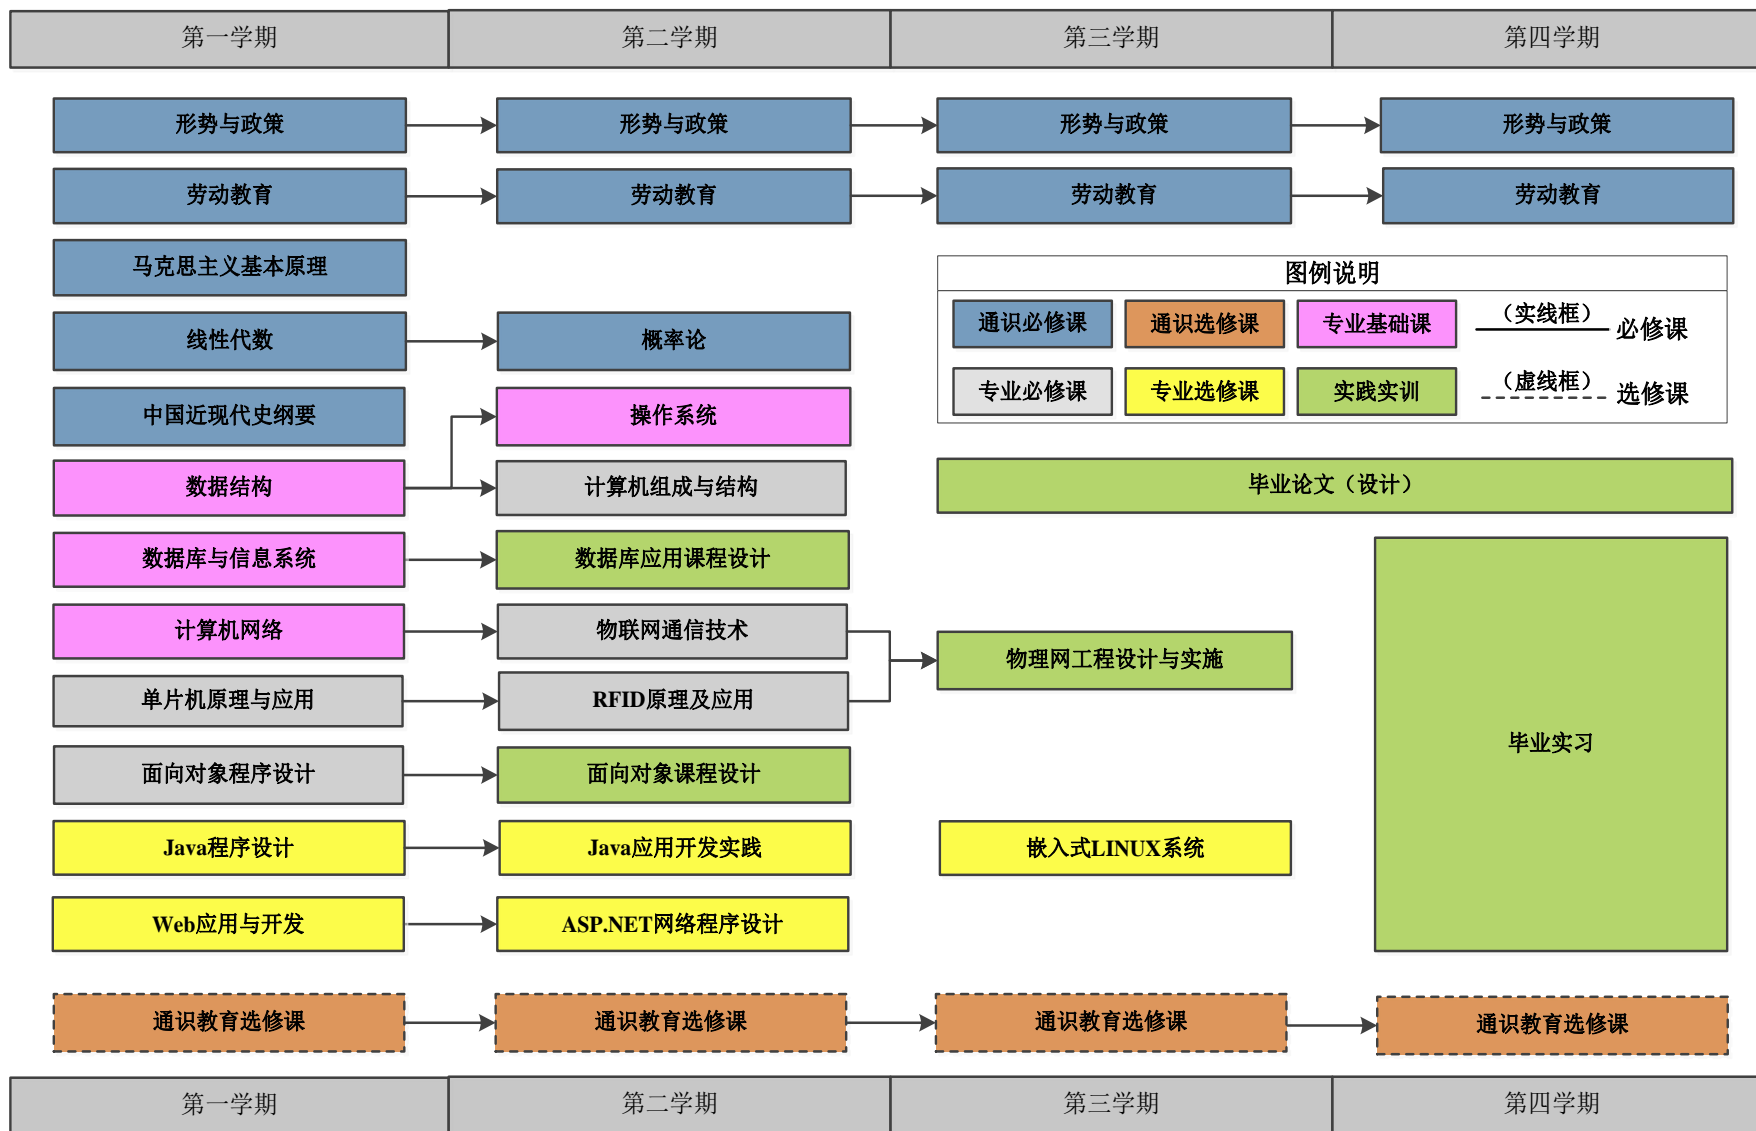 第一学期
第二学期
第三学期
第四学期
形势与政策
形势与政策
形势与政策
形势与政策
劳动教育
劳动教育
劳动教育
劳动教育
马克思主义基本原理
图例说明
通识必修课
通识选修课
专业基础课
（实线框）
必修课
专业必修课
专业选修课
实践实训
（虚线框）
选修课
线性代数
概率论
中国近现代史纲要
操作系统
数据结构
计算机组成与结构
毕业论文（设计）
数据库与信息系统
数据库应用课程设计
计算机网络
物联网通信技术
物理网工程设计与实施
单片机原理与应用
RFID原理及应用
毕业实习
面向对象程序设计
面向对象课程设计
Java程序设计
Java应用开发实践
嵌入式LINUX系统
Web应用与开发
ASP.NET网络程序设计
通识教育选修课
通识教育选修课
通识教育选修课
通识教育选修课
第一学期
第二学期
第三学期
第四学期